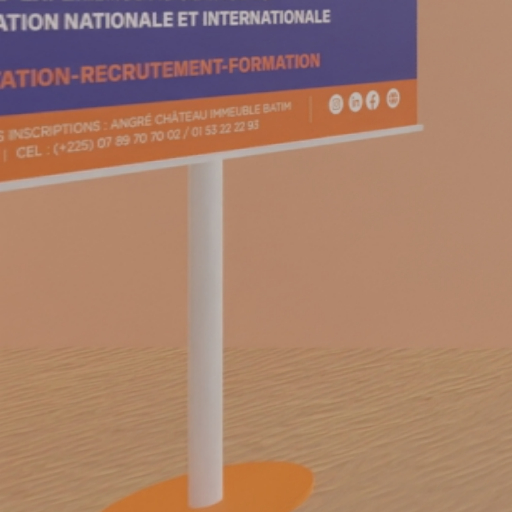 ATION NATIONALE ET INTERNATIONALE
TATION-RECRUTEMENT-FORMATION
S INSCRIPTIONS : ANGRÉ CHÂTEAU IMMEUBLE BATIM
| CEL : (+225) 07 89 70 70 02 / 01 53 22 22 93